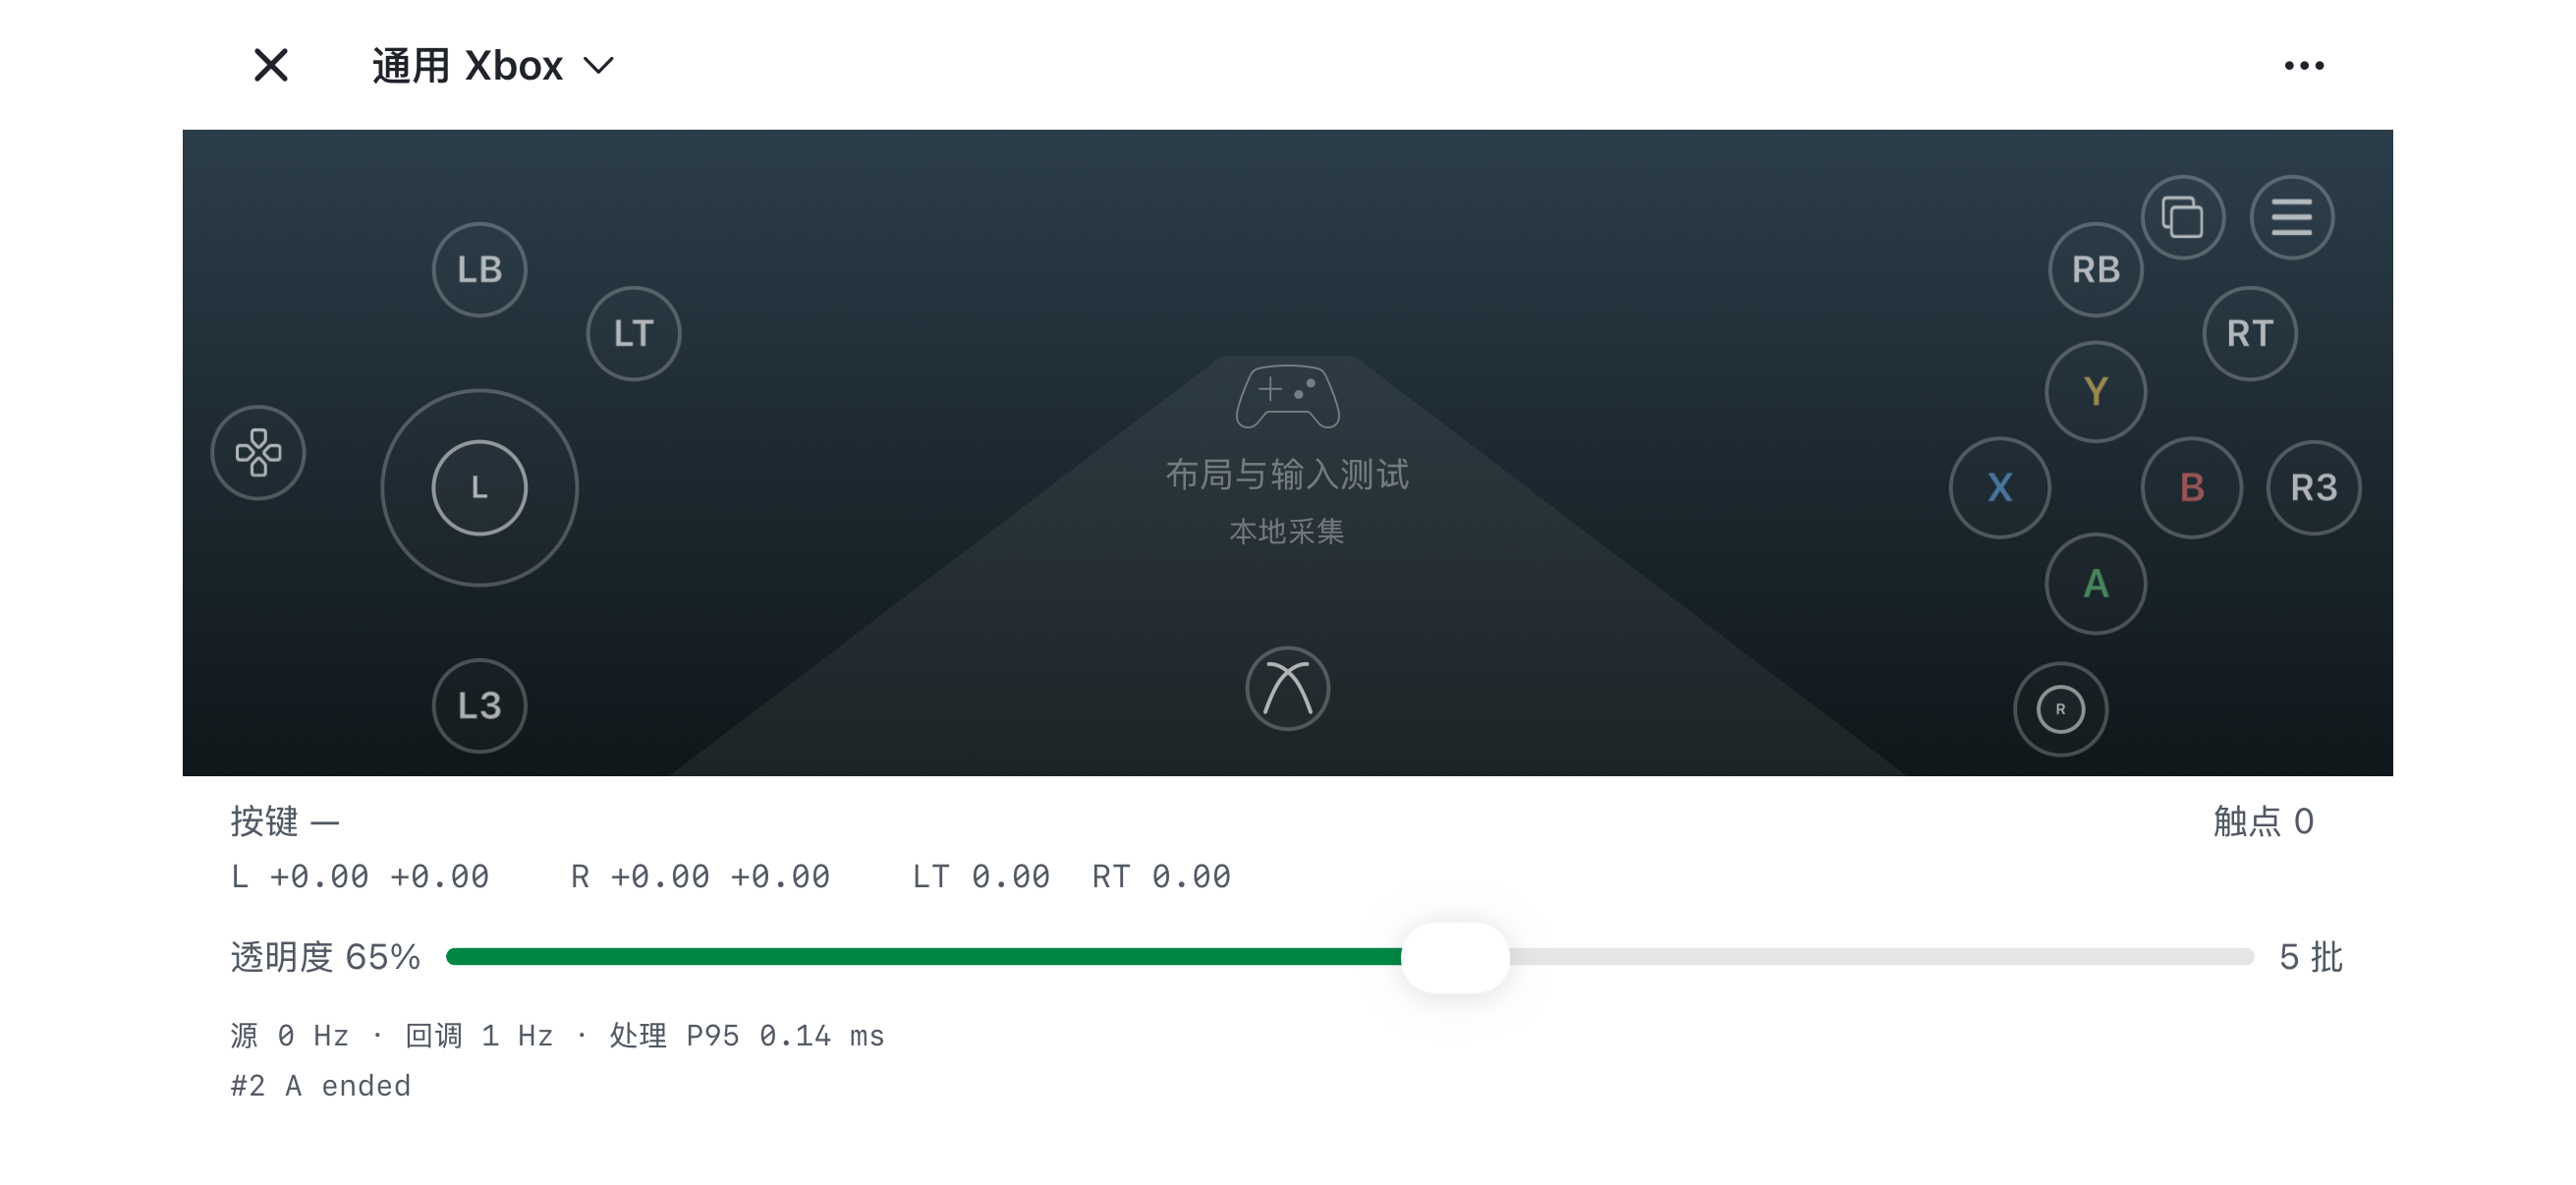 通用 Xbox
LB
RB
LT
RT
Y
L
X
B
R3
A
L3
R
布局与输入测试
本地采集
按键 —
触点 0
L +0.00 +0.00 R +0.00 +0.00 LT 0.00 RT 0.00
透明度 65%
5 批
源 0 Hz · 回调 1 Hz · 处理 P95 0.14 ms
#2 A ended